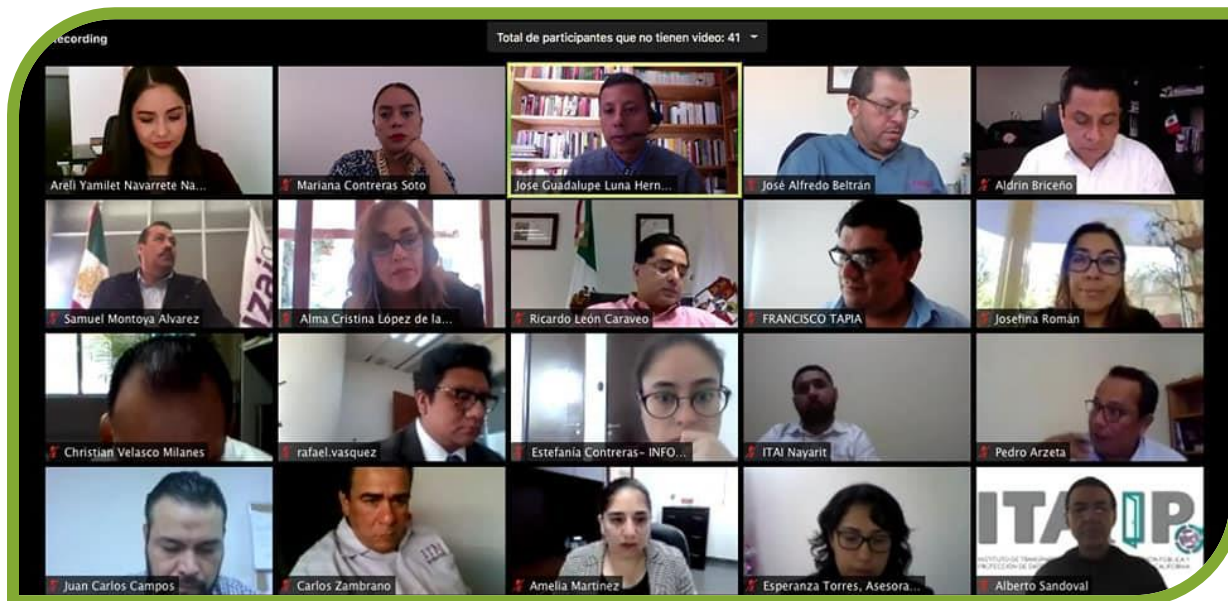 Recording
Total de participantes que no tienen video: 41
Areli Yamilet Navarrete Na...
Mariana Contreras Soto
Jose Guadalupe Luna Hern...
José Alfredo Beltrán
Aldrin Briceño
Samuel Montoya Alvarez
Alma Cristina López de la...
Ricardo León Caraveo
FRANCISCO TAPIA
Josefina Román
Christian Velasco Milanes
rafael.vasquez
Estefanía Contreras- INFO...
ITAI Nayarit
Pedro Arzeta
ITAIP
Juan Carlos Campos
Carlos Zambrano
Amelia Martinez
Esperanza Torres, Asesora...
Alberto Sandoval